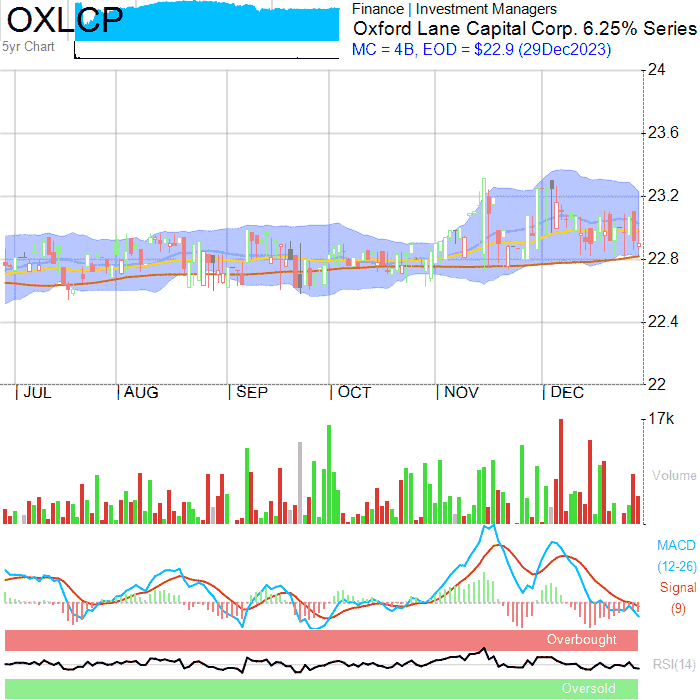 OXLCP
5yr Chart
Finance | Investment Managers
Oxford Lane Capital Corp. 6.25% Series
MC = 4B, EOD = $22.9 (29Dec2023)
24
23.6
23.2
22.8
22.4
22
| JUL | AUG | SEP | OCT | NOV | DEC
17k
Volume
MACD
(12-26)
Signal
(9)
Overbought
RSI(14)
Oversold